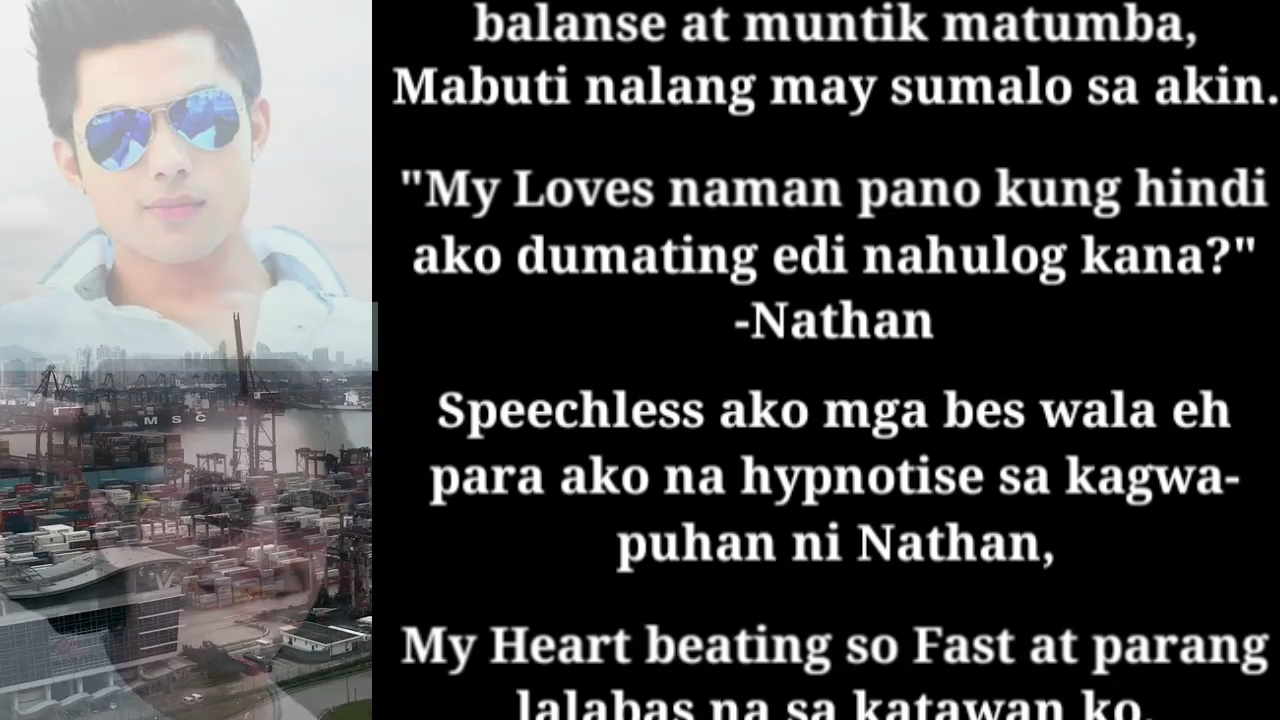 balanse at muntik matumba,
Mabuti nalang may sumalo sa akin.
"My Loves naman pano kung hindi
ako dumating edi nahulog kana?"
-Nathan
Speechless ako mga bes wala eh
para ako na hypnotise sa kagwa-
puhan ni Nathan,
My Heart beating so Fast at parang
lalabas na sa katawan ko.
MSC